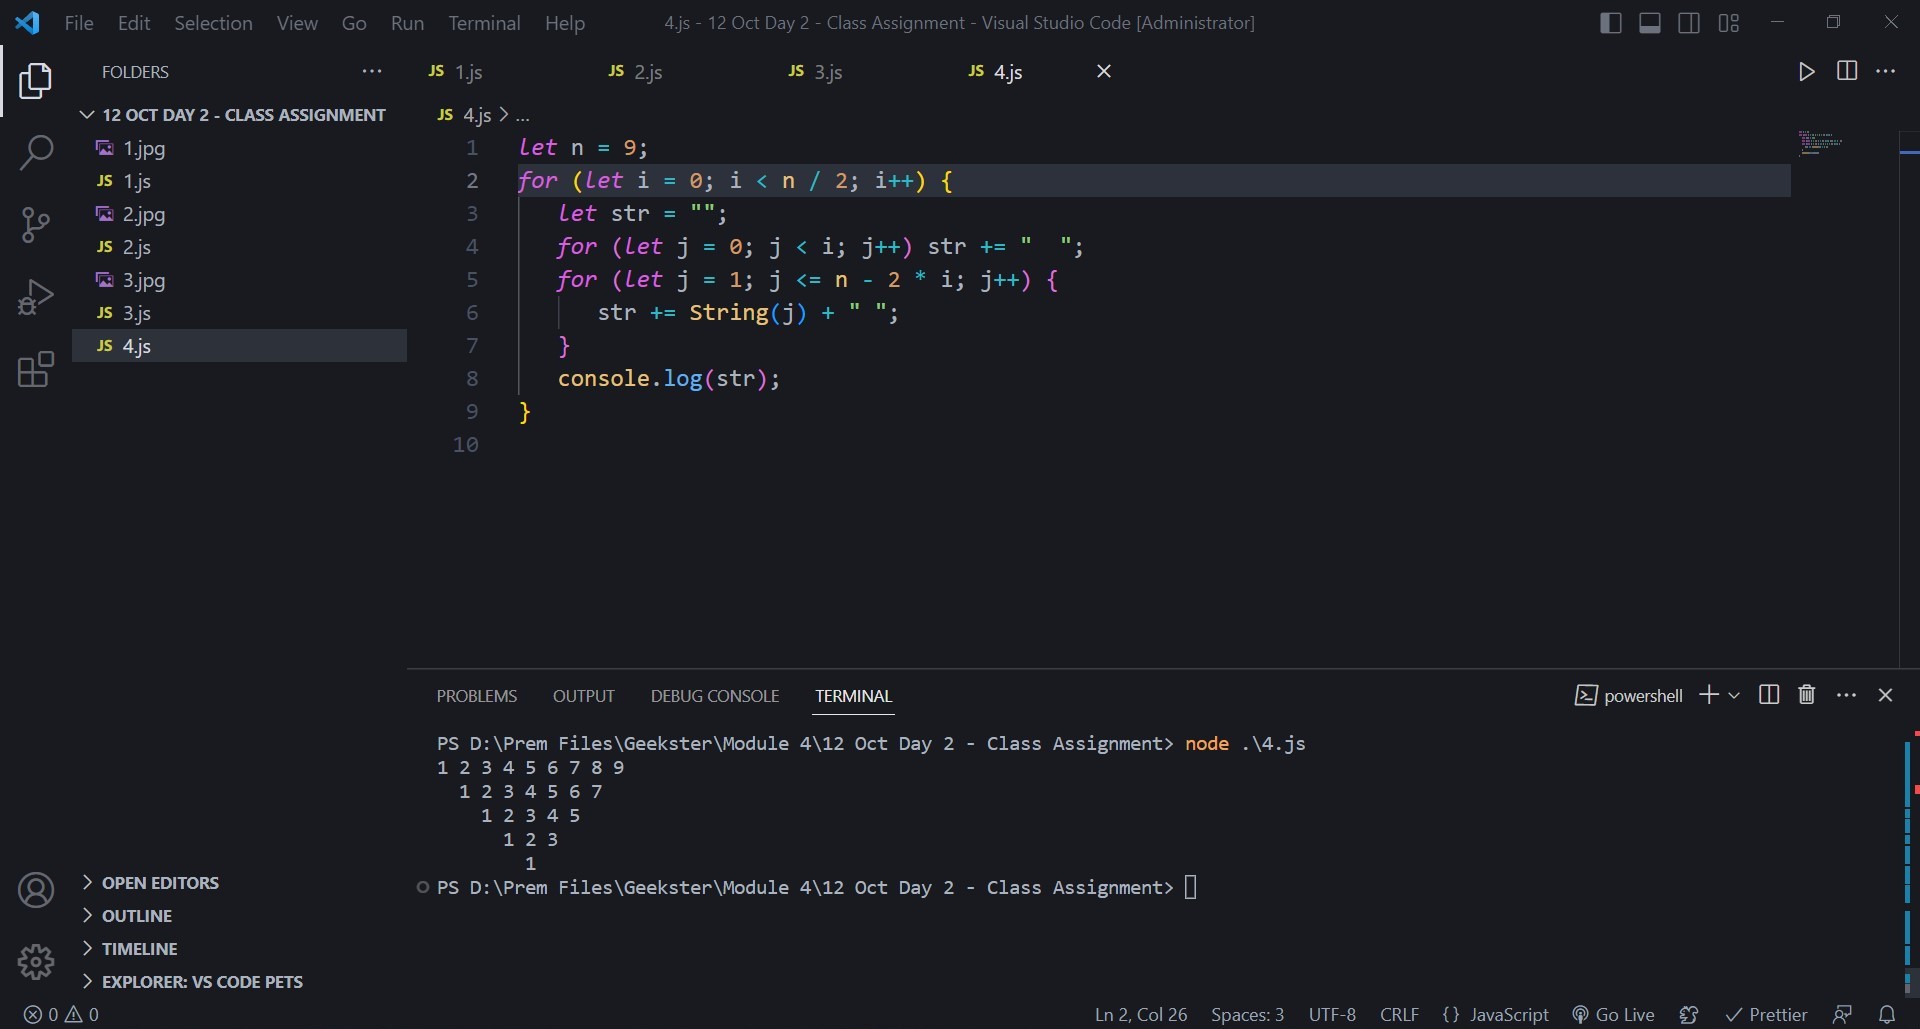 File Edit Selection View Go Run Terminal Help 4.js - 12 Oct Day 2 - Class Assignment - Visual Studio Code [Administrator]
FOLDERS
12 OCT DAY 2 - CLASS ASSIGNMENT
1.jpg
JS 1.js
2.jpg
JS 2.js
3.jpg
JS 3.js
JS 4.js
OPEN EDITORS
OUTLINE
TIMELINE
EXPLORER: VS CODE PETS
JS 1.js JS 2.js JS 3.js JS 4.js
JS 4.js > ...
1 let n = 9;
2 for (let i = 0; i < n / 2; i++) {
3 let str = "";
4 for (let j = 0; j < i; j++) str += "  ";
5 for (let j = 1; j <= n - 2 * i; j++) {
6 str += String(j) + " ";
7 }
8 console.log(str);
9 }
10
PROBLEMS OUTPUT DEBUG CONSOLE TERMINAL powershell
PS D:\Prem Files\Geekster\Module 4\12 Oct Day 2 - Class Assignment> node .\4.js
1 2 3 4 5 6 7 8 9
1 2 3 4 5 6 7
1 2 3 4 5
1 2 3
1
PS D:\Prem Files\Geekster\Module 4\12 Oct Day 2 - Class Assignment>
0 0 Ln 2, Col 26 Spaces: 3 UTF-8 CRLF {} JavaScript Go Live Prettier